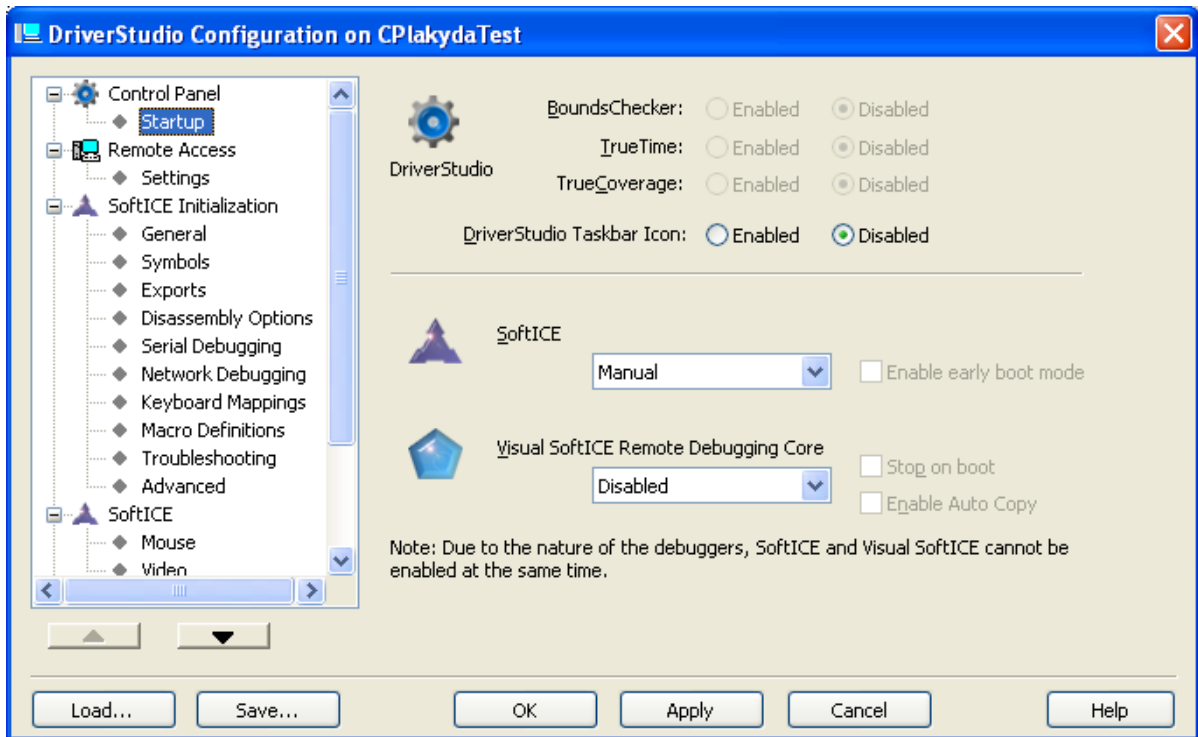 DriverStudio Configuration on CPlakydaTest
Control Panel
Startup
Remote Access
Settings
SoftICE Initialization
General
Symbols
Exports
Disassembly Options
Serial Debugging
Network Debugging
Keyboard Mappings
Macro Definitions
Troubleshooting
Advanced
SoftICE
Mouse
Video
DriverStudio
BoundsChecker: Enabled Disabled
TrueTime: Enabled Disabled
TrueCoverage: Enabled Disabled
DriverStudio Taskbar Icon: Enabled Disabled
SoftICE
Manual Enable early boot mode
Visual SoftICE Remote Debugging Core
Disabled
Stop on boot
Enable Auto Copy
Note: Due to the nature of the debuggers, SoftICE and Visual SoftICE cannot be
enabled at the same time.
Load... Save... OK Apply Cancel Help